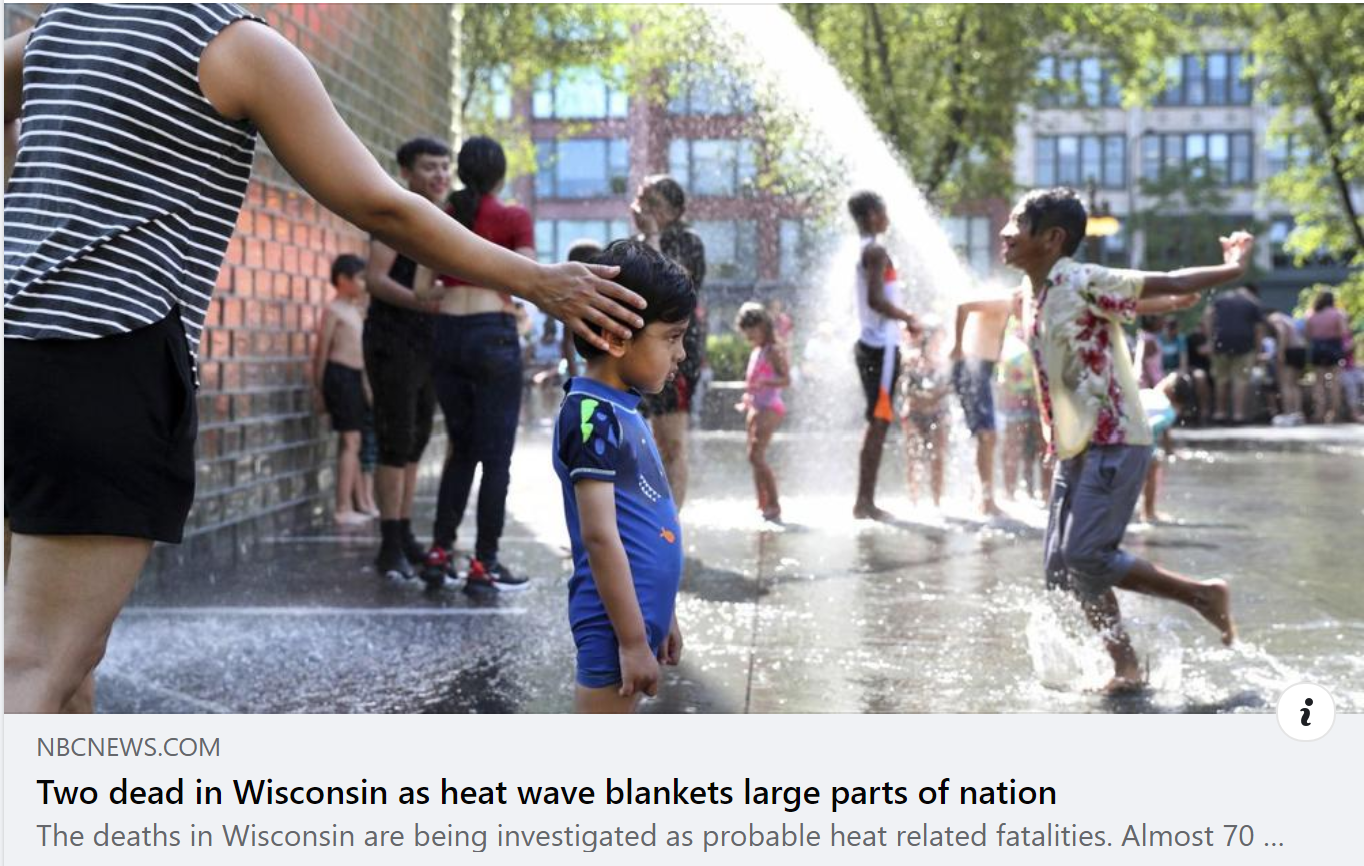 NBCNEWS.COM
Two dead in Wisconsin as heat wave blankets large parts of nation
The deaths in Wisconsin are being investigated as probable heat related fatalities. Almost 70 ...